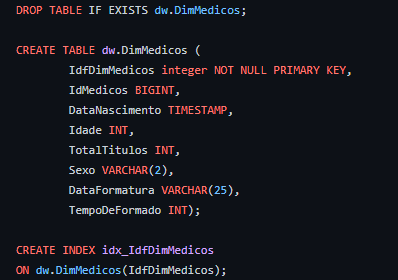 DROP TABLE IF EXISTS dw.DimMedicos;
CREATE TABLE dw.DimMedicos (
IdfDimMedicos integer NOT NULL PRIMARY KEY,
IdMedicos BIGINT,
DataNascimento TIMESTAMP,
Idade INT,
TotalTitulos INT,
Sexo VARCHAR(2),
DataFormatura VARCHAR(25),
TempoDeFormado INT);
CREATE INDEX idx_IdfDimMedicos
ON dw.DimMedicos(IdfDimMedicos);